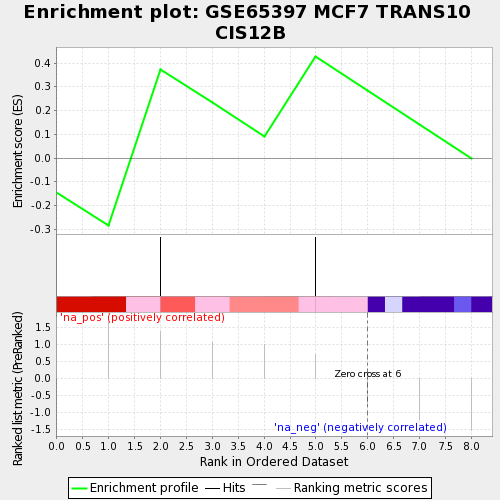 Enrichment plot: GSE65397 MCF7 TRANS10
CIS12B
Enrichment score (ES)
0.4
0.3
0.2
0.1
0.0
-0.1
-0.2
-0.3
'na_pos' (positively correlated)
Ranked list metric (PreRanked)
1.5
1.0
0.5
0.0
-0.5
-1.0
-1.5
Zero cross at 6
'na_neg' (negatively correlated)
0.0 0.5 1.0 1.5 2.0 2.5 3.0 3.5 4.0 4.5 5.0 5.5 6.0 6.5 7.0 7.5 8.0
Rank in Ordered Dataset
Enrichment profile Hits Ranking metric scores